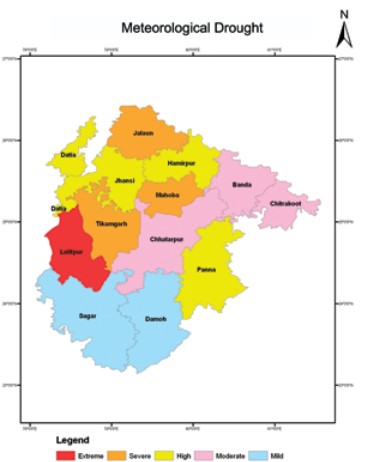 Meteorological Drought
N
Jalaun
Datia
Hamirpur
Jhansi
Banda
Mahoba
Chitrakoot
Datia
Tikamgarh
Chhatarpur
Lalitpur
Panna
Sagar
Damoh
Legend
Extreme Severe High Moderate Mild